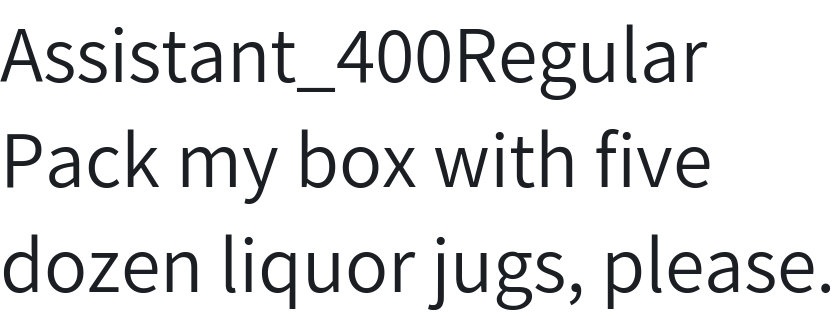 Assistant_400Regular
Pack my box with five
dozen liquor jugs, please.